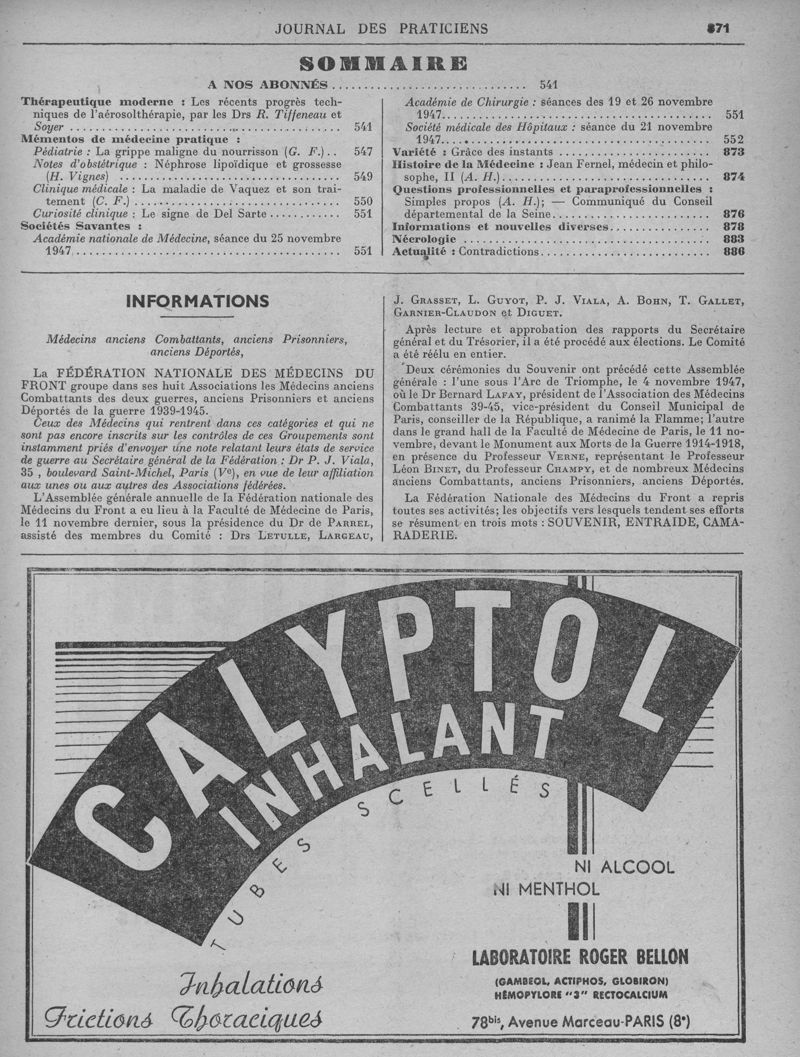 JOURNAL DES PRATICIENS 871
SOMMAIRE
A NOS ABONNÉS 541
Thérapeutique moderne : Les récents progrès tech-
niques de l'aérosolthérapie, par les Drs R. Tiffeneau et
Soyer 541
Mémentos de médecine pratique :
Pédiatrie : La grippe maligne du nourrisson (G. F.) 547
Notes d'obstétrique : Néphrose lipoïdique et grossesse
(H. Vignes) 549
Clinique médicale : La maladie de Vaquez et son trai-
tement (C. F.) 550
Curiosité clinique : Le signe de Del Sarte 551
Sociétés Savantes :
Académie nationale de Médecine, séance du 25 novembre
1947 551
Académie de Chirurgie : séances des 19 et 26 novembre
1947 551
Société médicale des Hôpitaux : séance du 21 novembre
1947 552
Variété : Grâce des instants 873
Histoire de la Médecine : Jean Fernel, médecin et philo-
sophe, II (A. H.) 874
Questions professionnelles et paraprofessionnelles :
Simples propos (A. H.); — Communiqué du Conseil
départemental de la Seine 876
Informations et nouvelles diverses 878
Nécrologie 883
Actualité : Contradictions 886
INFORMATIONS
Médecins anciens Combattants, anciens Prisonniers,
anciens Déportés,
La FÉDÉRATION NATIONALE DES MÉDECINS DU
FRONT groupe dans ses huit Associations les Médecins anciens
Combattants des deux guerres, anciens Prisonniers et anciens
Déportés de la guerre 1939-1945.
Ceux des Médecins qui rentrent dans ces catégories et qui ne
sont pas encore inscrits sur les contrôles de ces Groupements sont
instamment priés d'envoyer une note relatant leurs états de service
de guerre au Secrétaire général de la Fédération : Dr P. J. Viala,
35 , boulevard Saint-Michel, Paris (Ve), en vue de leur affiliation
aux unes ou aux autres des Associations fédérées.
L'Assemblée générale annuelle de la Fédération nationale des
Médecins du Front a eu lieu à la Faculté de Médecine de Paris,
le 11 novembre dernier, sous la présidence du Dr de PARREL,
assisté des membres du Comité : Drs LETULLE, LARGEAU,
J. GRASSET, L. GUYOT, P. J. VIALA, A. BOHN, T. GALLET,
GARNIER-CLAUDON et DIGUET.
Après lecture et approbation des rapports du Secrétaire
général et du Trésorier, il a été procédé aux élections. Le Comité
a été réélu en entier.
Deux cérémonies du Souvenir ont précédé cette Assemblée
générale : l'une sous l'Arc de Triomphe, le 4 novembre 1947,
où le Dr Bernard LAFAY, président de l'Association des Médecins
Combattants 39-45, vice-président du Conseil Municipal de
Paris, conseiller de la République, a ranimé la Flamme; l'autre
dans le grand hall de la Faculté de Médecine de Paris, le 11 no-
vembre, devant le Monument aux Morts de la Guerre 1914-1918,
en présence du Professeur VERNE, représentant le Professeur
Léon BINET, du Professeur CHAMPY, et de nombreux Médecins
anciens Combattants, anciens Prisonniers, anciens Déportés.
La Fédération Nationale des Médecins du Front a repris
toutes ses activités; les objectifs vers lesquels tendent ses efforts
se résument en trois mots : SOUVENIR, ENTRAIDE, CAMA-
RADERIE.
CALYPTOL
INHALANT
TUBES SCELLÉS
NI ALCOOL
NI MENTHOL
Inhalations
Frictions Thoraciques
LABORATOIRE ROGER BELLON
(GAMBEOL, ACTIPHOS, GLOBIRON)
HÉMOPYLORE "3" RECTOCALCIUM
78bis, Avenue Marceau-PARIS (8e)